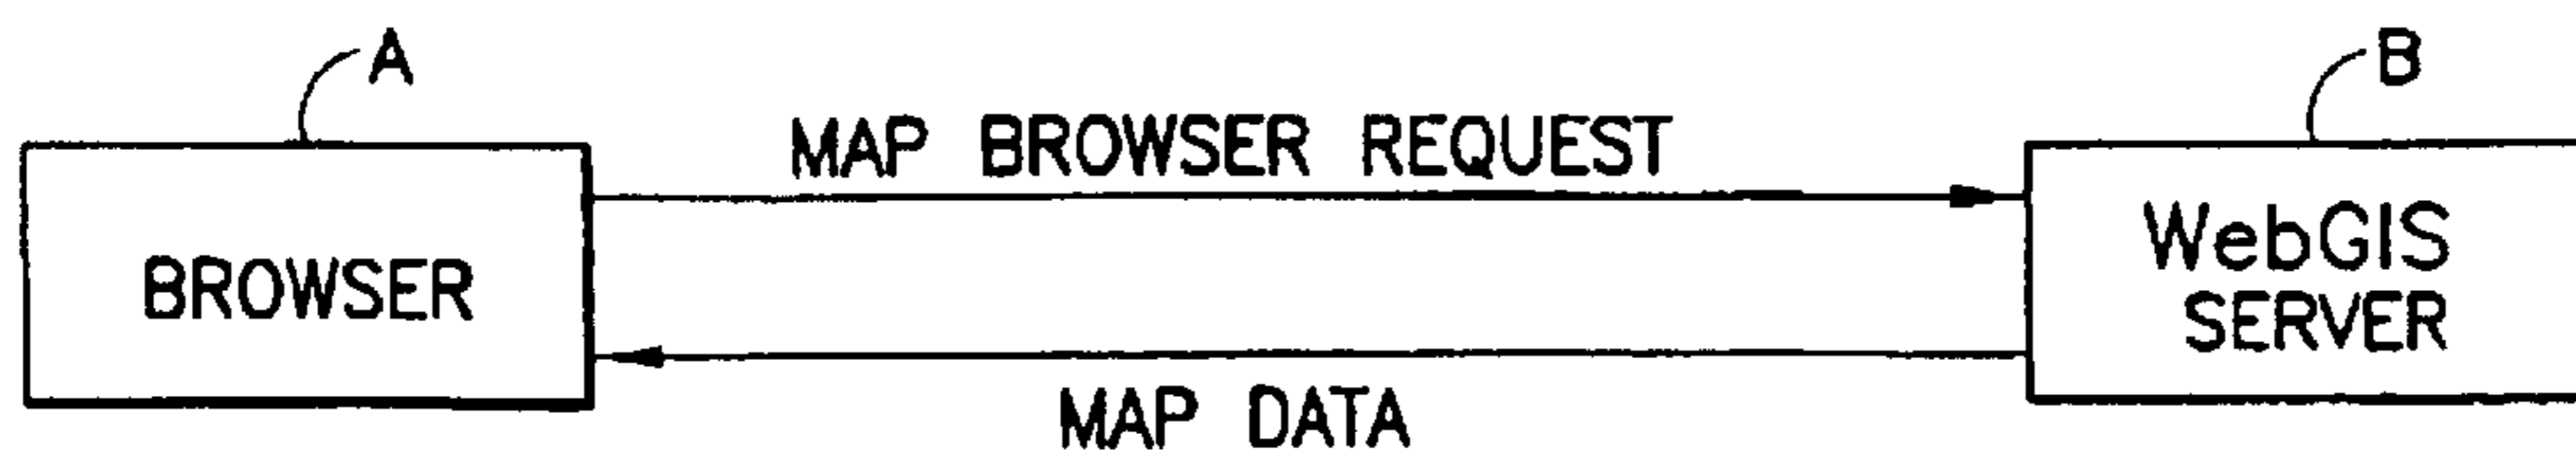 A
B
MAP BROWSER REQUEST
BROWSER
WebGIS
SERVER
MAP DATA